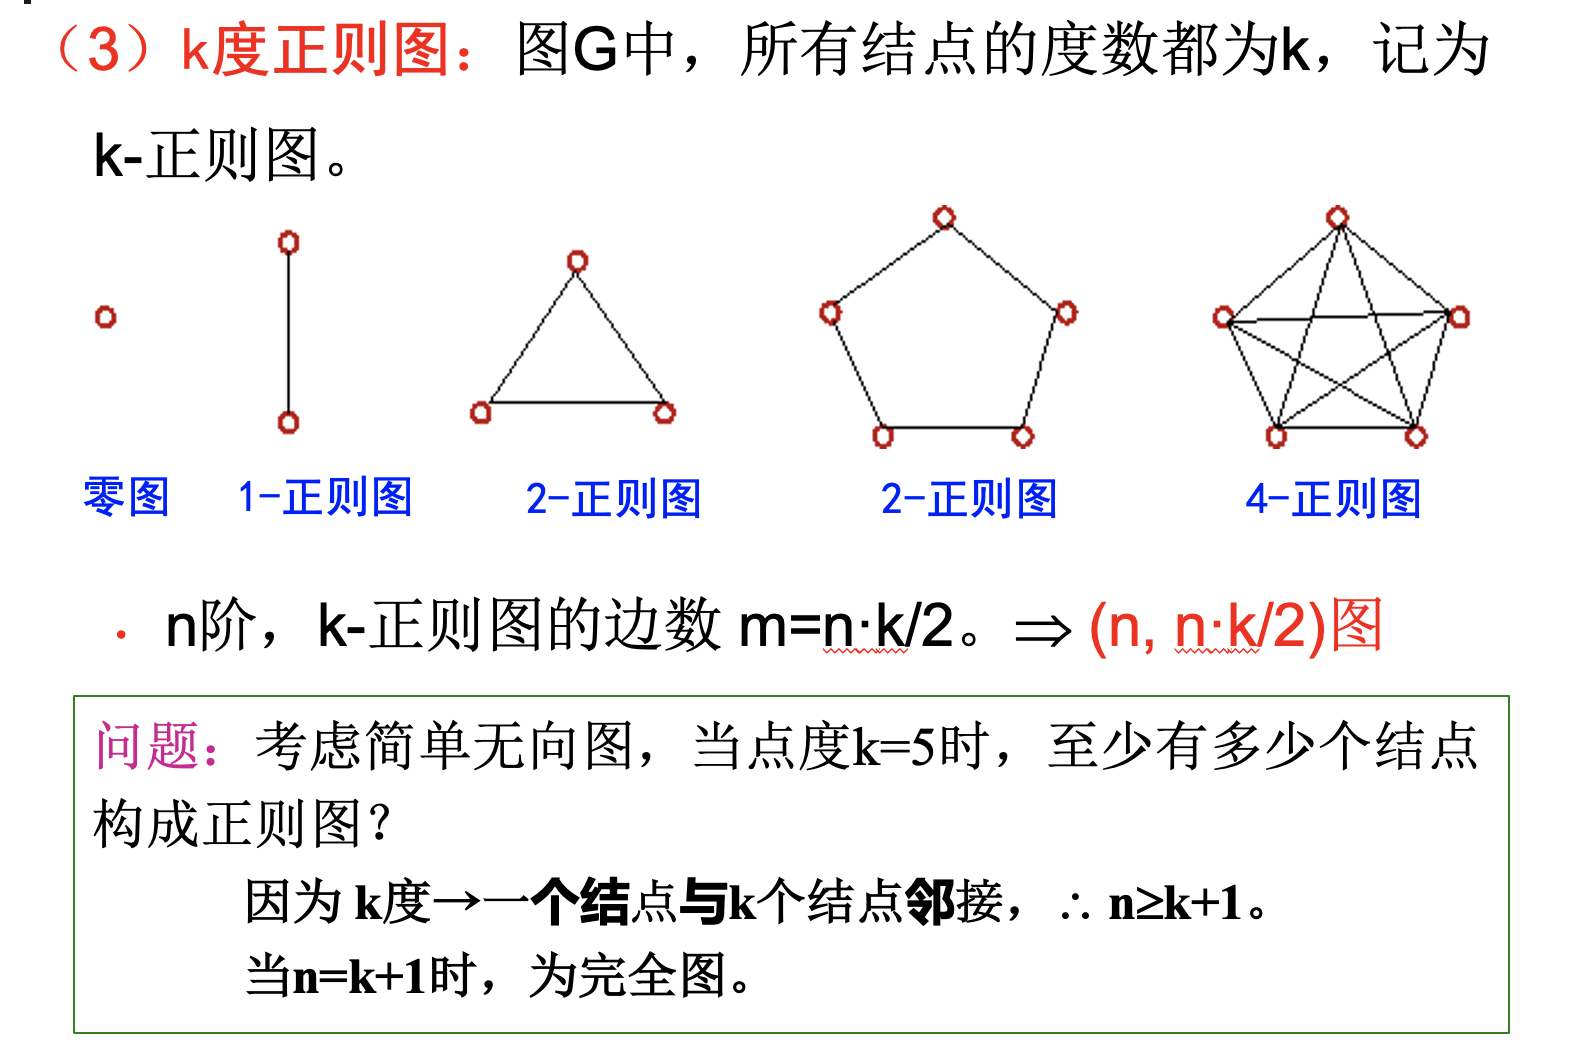 （3）k度正则图：图G中，所有结点的度数都为k，记为
k-正则图。
零图 1-正则图 2-正则图 2-正则图 4-正则图
· n阶，k-正则图的边数 m=n·k/2。⇒ (n, n·k/2)图
问题：考虑简单无向图，当点度k=5时，至少有多少个结点
构成正则图？
因为 k度→一个结点与k个结点邻接，∴ n≥k+1。
当n=k+1时，为完全图。